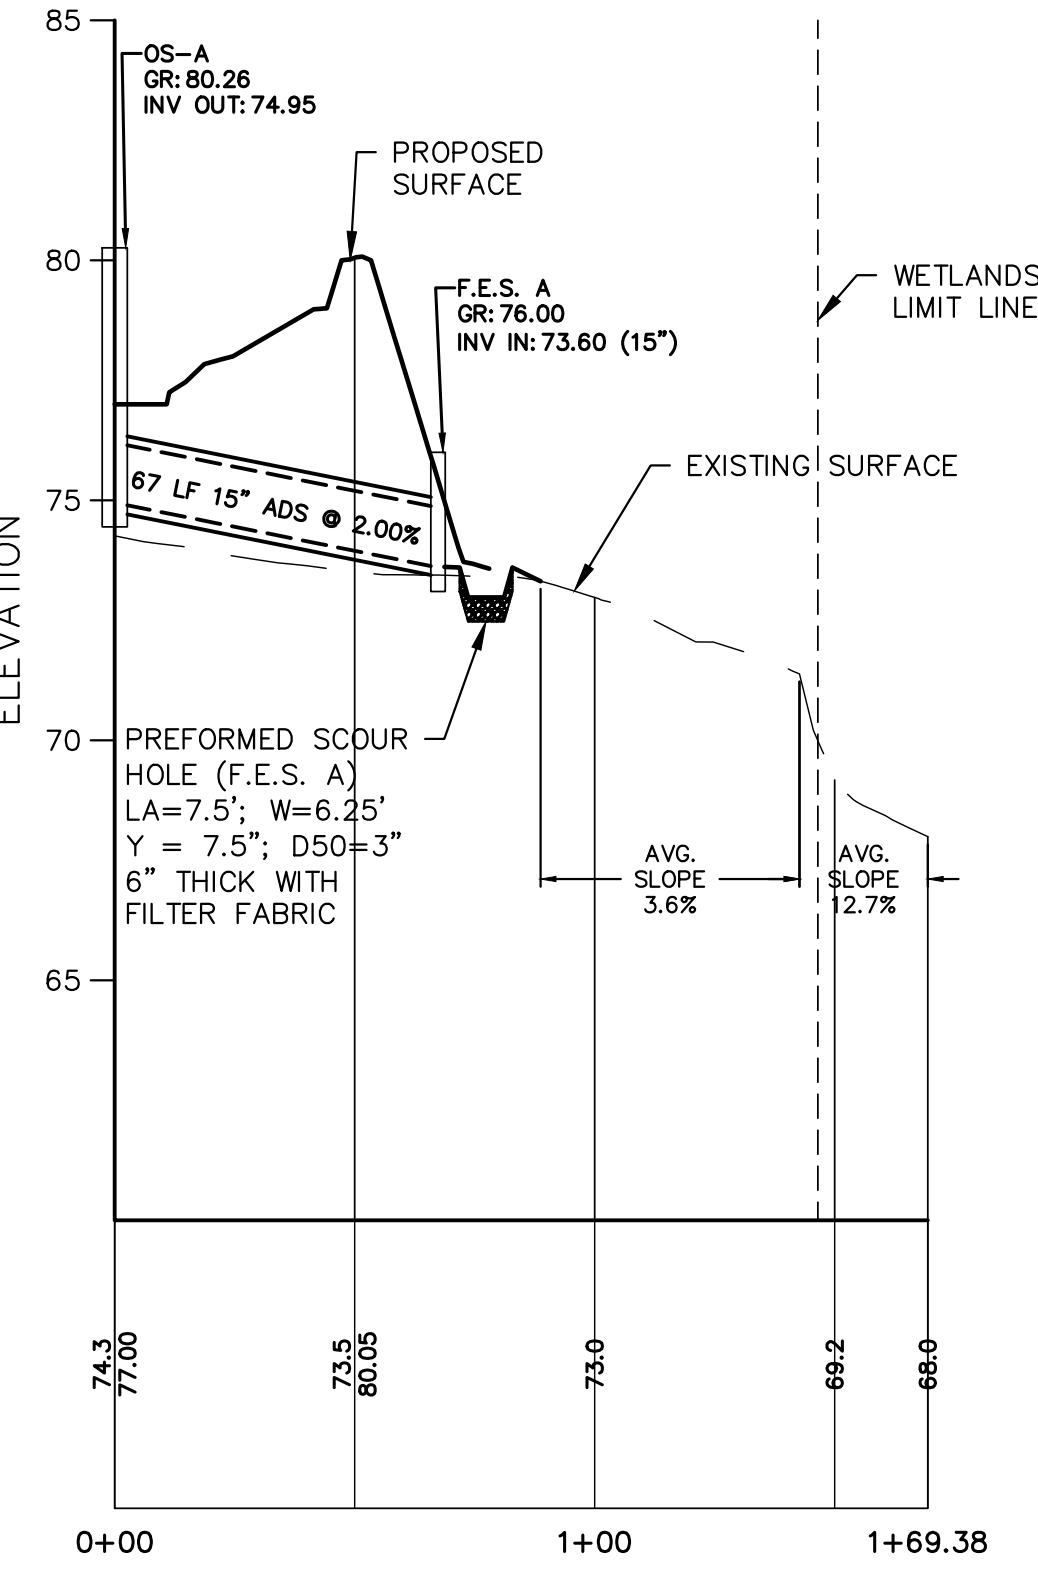 85
OS-A
GR: 80.26
INV OUT: 74.95
PROPOSED
SURFACE
80
F.E.S. A
GR: 76.00
INV IN: 73.60 (15")
WETLANDS
LIMIT LINE
EXISTING SURFACE
67 LF 15" ADS @ 2.00%
75
ELEVATION
70
PREFORMED SCOUR
HOLE (F.E.S. A)
LA=7.5'; W=6.25'
Y = 7.5"; D50=3"
6" THICK WITH
FILTER FABRIC
AVG.
SLOPE
3.6%
AVG.
SLOPE
12.7%
65
74.3
77.00
73.5
80.05
73.0
69.2
68.0
0+00
1+00
1+69.38